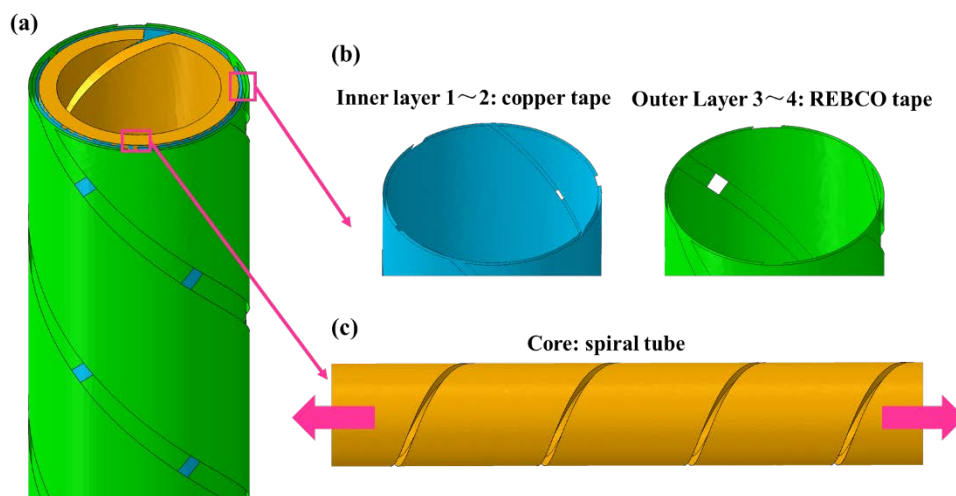 (a)
(b)
Inner layer 1～2: copper tape
Outer Layer 3～4: REBCO tape
(c)
Core: spiral tube